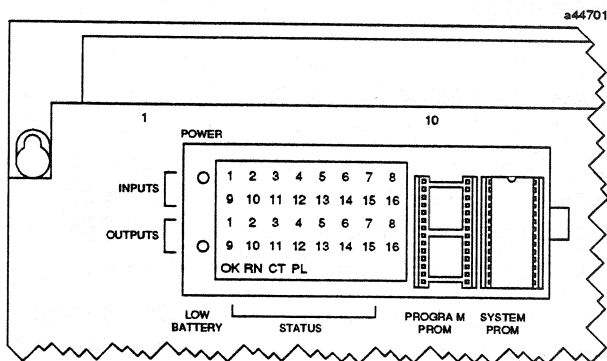 a44701
1 10
POWER
INPUTS
1 2 3 4 5 6 7 8
9 10 11 12 13 14 15 16
OUTPUTS
1 2 3 4 5 6 7 8
9 10 11 12 13 14 15 16
OK RN CT PL
LOW BATTERY
STATUS
PROGRAM PROM
SYSTEM PROM